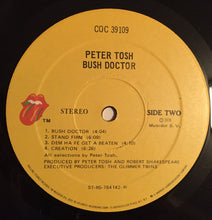 COC 39109
PETER TOSH
BUSH DOCTOR
TM
STEREO
SIDE TWO
1. BUSH DOCTOR (4:04)
2. STAND FIRM (6:09)
3. DEM HA FE GET A BEATEN (4:10)
4. CREATION (6:26)
All selections by Peter Tosh.
PRODUCED BY PETER TOSH AND ROBERT SHAKESPEARE
EXECUTIVE PRODUCERS: THE GLIMMER TWINS